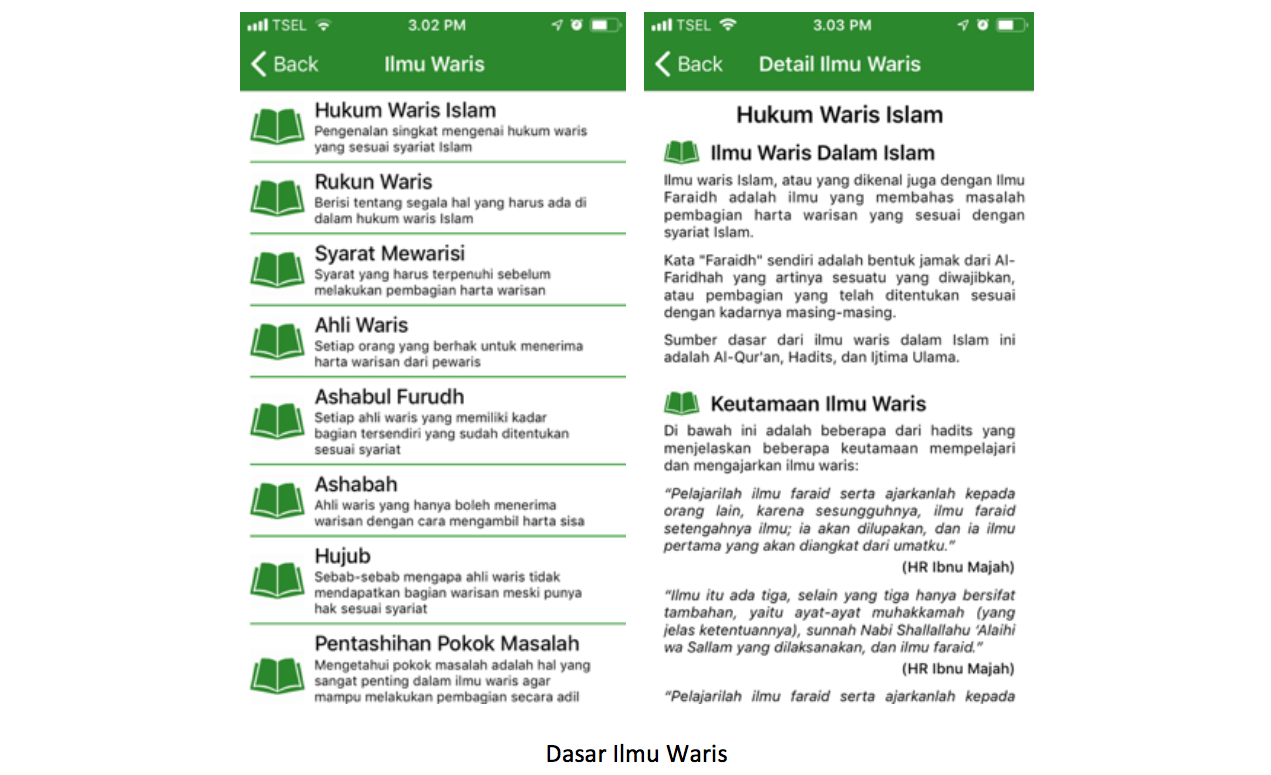 TSEL 3.02 PM
Back Ilmu Waris
Hukum Waris Islam
Pengenalan singkat mengenai hukum waris
yang sesuai syariat Islam
Rukun Waris
Berisi tentang segala hal yang harus ada di
dalam hukum waris Islam
Syarat Mewarisi
Syarat yang harus terpenuhi sebelum
melakukan pembagian harta warisan
Ahli Waris
Setiap orang yang berhak untuk menerima
harta warisan dari pewaris
Ashabul Furudh
Setiap ahli waris yang memiliki kadar
bagian tersendiri yang sudah ditentukan
sesuai syariat
Ashabah
Ahli waris yang hanya boleh menerima
warisan dengan cara mengambil harta sisa
Hujub
Sebab-sebab mengapa ahli waris tidak
mendapatkan bagian warisan meski punya
hak sesuai syariat
Pentashihan Pokok Masalah
Mengetahui pokok masalah adalah hal yang
sangat penting dalam ilmu waris agar
mampu melakukan pembagian secara adil
TSEL 3.03 PM
Back Detail Ilmu Waris
Hukum Waris Islam
Ilmu Waris Dalam Islam
Ilmu waris Islam, atau yang dikenal juga dengan Ilmu
Faraidh adalah ilmu yang membahas masalah
pembagian harta warisan yang sesuai dengan
syariat Islam.
Kata "Faraidh" sendiri adalah bentuk jamak dari Al-
Faridhah yang artinya sesuatu yang diwajibkan,
atau pembagian yang telah ditentukan sesuai
dengan kadarnya masing-masing.
Sumber dasar dari ilmu waris dalam Islam ini
adalah Al-Qur'an, Hadits, dan Ijtima Ulama.
Keutamaan Ilmu Waris
Di bawah ini adalah beberapa dari hadits yang
menjelaskan beberapa keutamaan mempelajari
dan mengajarkan ilmu waris:
“Pelajarilah ilmu faraid serta ajarkanlah kepada
orang lain, karena sesungguhnya, ilmu faraid
setengahnya ilmu; ia akan dilupakan, dan ia ilmu
pertama yang akan diangkat dari umatku.”
(HR Ibnu Majah)
“Ilmu itu ada tiga, selain yang tiga hanya bersifat
tambahan, yaitu ayat-ayat muhakkamah (yang
jelas ketentuannya), sunnah Nabi Shallallahu ‘Alaihi
wa Sallam yang dilaksanakan, dan ilmu faraid.”
(HR Ibnu Majah)
“Pelajarilah ilmu faraid serta ajarkanlah kepada
Dasar Ilmu Waris